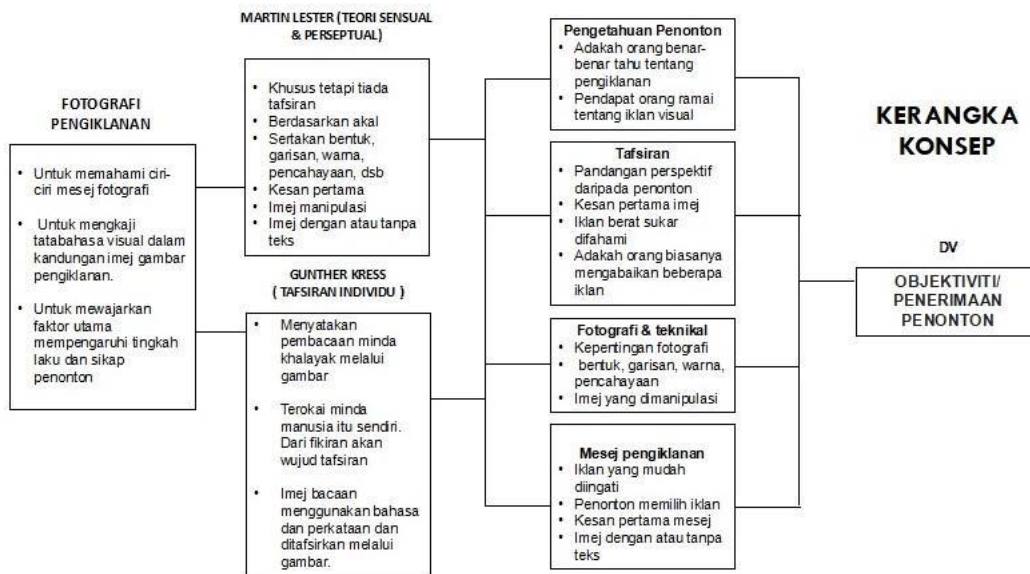 FOTOGRAFI
PENGIKLANAN
• Untuk memahami ciri-
ciri mesej fotografi
• Untuk mengkaji
tatabahasa visual dalam
kandungan imej gambar
pengiklanan.
• Untuk mewajarkan
faktor utama
mempengaruhi tingkah
laku dan sikap
penonton
MARTIN LESTER (TEORI SENSUAL
& PERSEPTUAL)
• Khusus tetapi tiada
tafsiran
• Berdasarkan akal
• Sertakan bentuk,
garisan, warna,
pencahayaan, dsb
• Kesan pertama
• Imej manipulasi
• Imej dengan atau tanpa
teks
GUNTHER KRESS
( TAFSIRAN INDIVIDU )
• Menyatakan
pembacaan minda
khalayak melalui
gambar
• Terokai minda
manusia itu sendiri.
Dari fikiran akan
wujud tafsiran
• Imej bacaan
menggunakan bahasa
dan perkataan dan
ditafsirkan melalui
gambar.
Pengetahuan Penonton
• Adakah orang benar-
benar tahu tentang
pengiklanan
• Pendapat orang ramai
tentang iklan visual
Tafsiran
• Pandangan perspektif
daripada penonton
• Kesan pertama imej
• Iklan berat sukar
difahami
• Adakah orang biasanya
mengabaikan beberapa
iklan
Fotografi & teknikal
• Kepentingan fotografi
• bentuk, garisan, warna,
pencahayaan
• Imej yang dimanipulasi
Mesej pengiklanan
• Iklan yang mudah
diingati
• Penonton memilih iklan
• Kesan pertama mesej
• Imej dengan atau tanpa
teks
KERANGKA
KONSEP
DV
OBJEKTIVITI/
PENERIMAAN
PENONTON